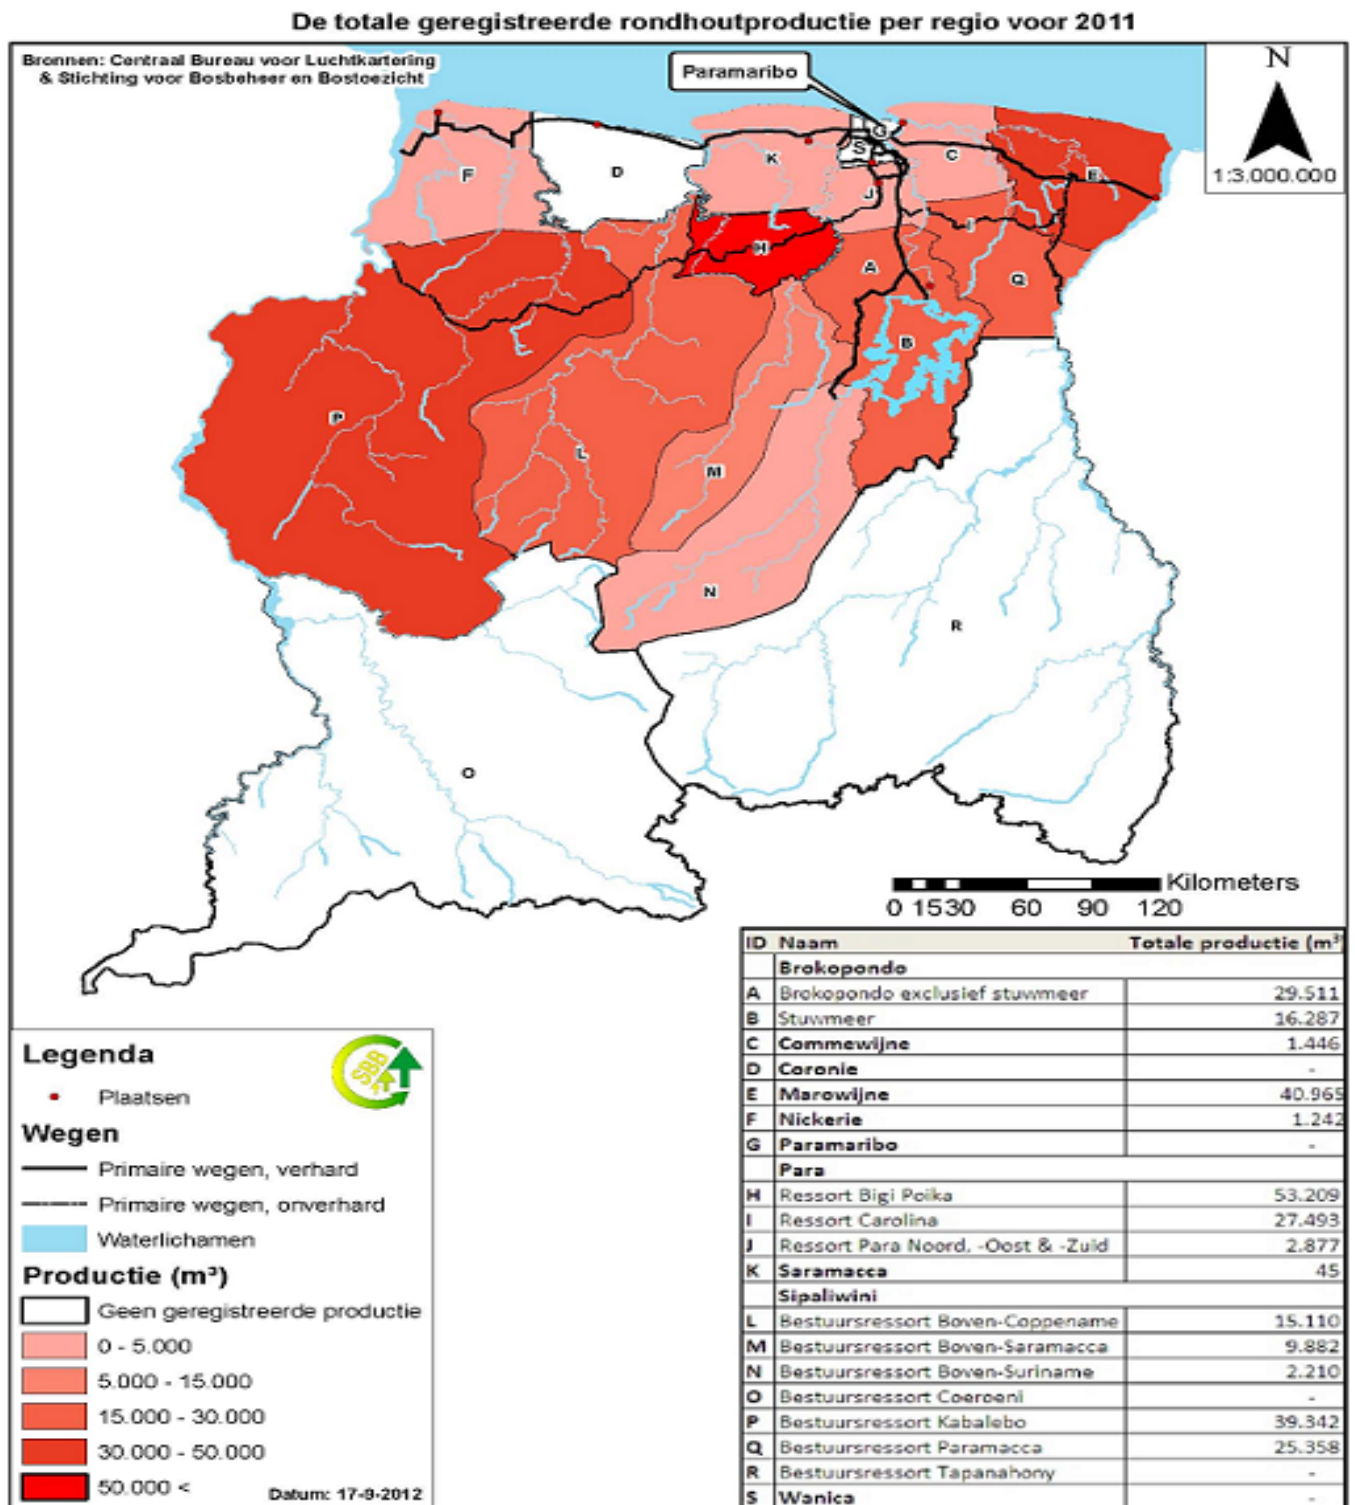 De totale geregistreerde rondhoutproductie per regio voor 2011
Bronnen: Centraal Bureau voor Luchtkartering
& Stichting voor Bosbeheer en Bostoezicht
Paramaribo
N
1:3.000.000
G
S
C
K
D
F
J
E
I
H
A
Q
B
P
L
M
N
R
O
Kilometers
0 15 30 60 90 120
ID Naam Totale productie (m³
Brokopondo
A Brokopondo exclusief stuwmeer 29.511
B Stuwmeer 16.287
C Commewijne 1.446
D Coronie -
E Marowijne 40.965
F Nickerie 1.242
G Paramaribo -
Para
H Ressort Bigi Poika 53.209
I Ressort Carolina 27.493
J Ressort Para Noord, -Oost & -Zuid 2.877
K Saramacca 45
Sipaliwini
L Bestuursressort Boven-Coppename 15.110
M Bestuursressort Boven-Saramacca 9.882
N Bestuursressort Boven-Suriname 2.210
O Bestuursressort Coeroeni -
P Bestuursressort Kabalebo 39.342
Q Bestuursressort Paramacca 25.358
R Bestuursressort Tapanahony -
S Wanica -
Legenda
SBB
Plaatsen
Wegen
Primaire wegen, verhard
Primaire wegen, onverhard
Waterlichamen
Productie (m³)
Geen geregistreerde productie
0 - 5.000
5.000 - 15.000
15.000 - 30.000
30.000 - 50.000
50.000 <
Datum: 17-9-2012